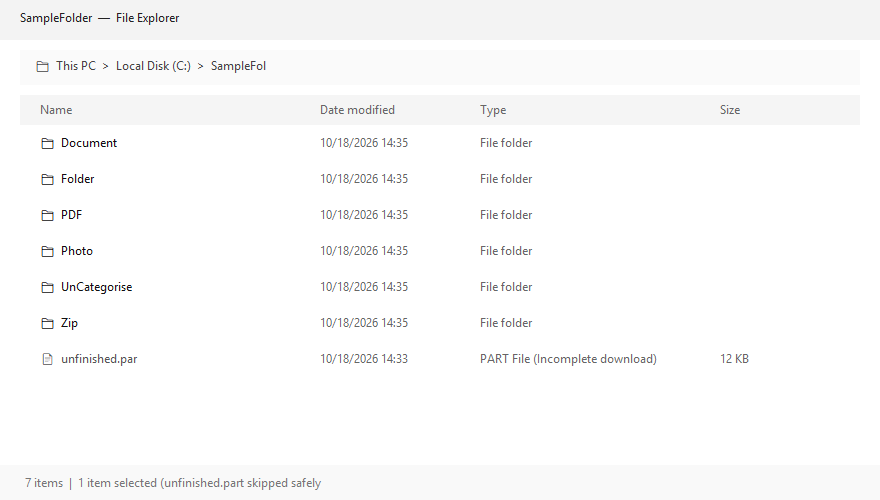 SampleFolder — File Explorer
This PC > Local Disk (C:) > SampleFol
Name Date modified Type Size
Document 10/18/2026 14:35 File folder
Folder 10/18/2026 14:35 File folder
PDF 10/18/2026 14:35 File folder
Photo 10/18/2026 14:35 File folder
UnCategorise 10/18/2026 14:35 File folder
Zip 10/18/2026 14:35 File folder
unfinished.par 10/18/2026 14:33 PART File (Incomplete download) 12 KB
7 items | 1 item selected (unfinished.part skipped safely